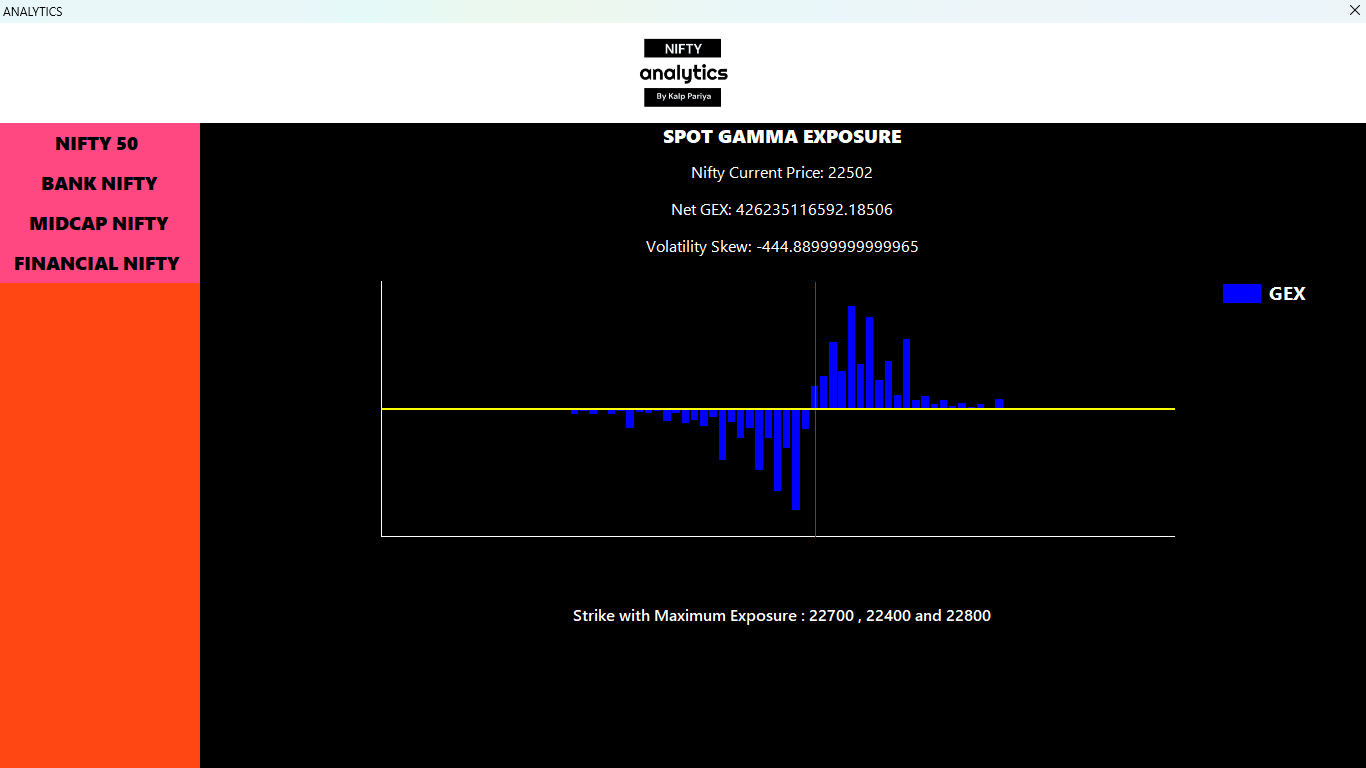 ANALYTICS
NIFTY
analytics
By Kalp Pariya
NIFTY 50
BANK NIFTY
MIDCAP NIFTY
FINANCIAL NIFTY
SPOT GAMMA EXPOSURE
Nifty Current Price: 22502
Net GEX: 426235116592.18506
Volatility Skew: -444.88999999999965
GEX
Strike with Maximum Exposure : 22700 , 22400 and 22800